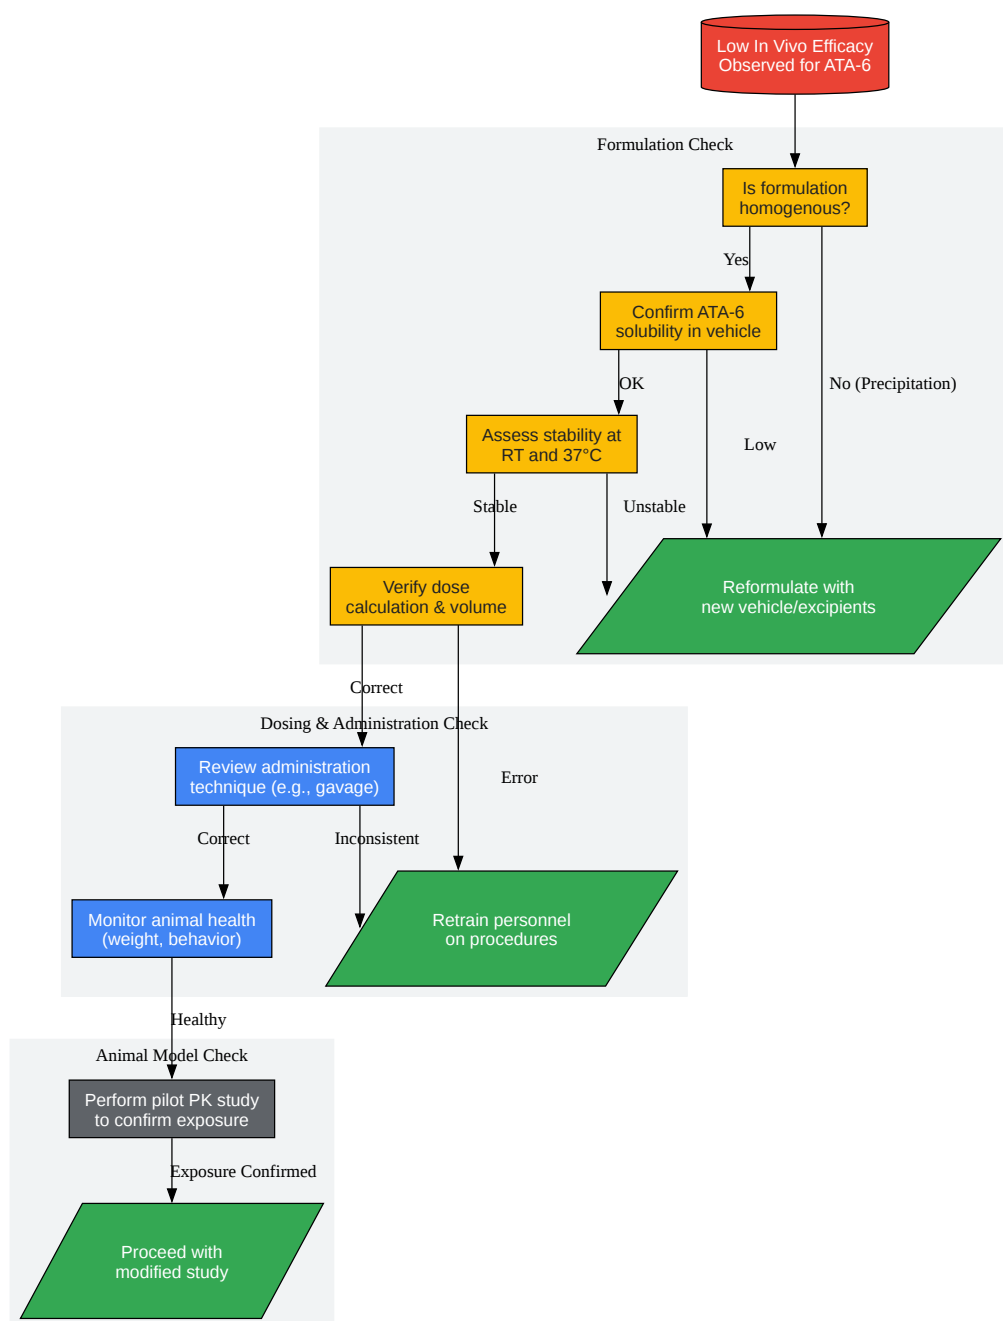 Low In Vivo Efficacy
Observed for ATA-6
Formulation Check
Is formulation
homogenous?
Yes
Confirm ATA-6
solubility in vehicle
OK
No (Precipitation)
Assess stability at
RT and 37°C
Low
Stable
Unstable
Verify dose
calculation & volume
Reformulate with
new vehicle/excipients
Correct
Dosing & Administration Check
Review administration
technique (e.g., gavage)
Error
Correct
Inconsistent
Monitor animal health
(weight, behavior)
Retrain personnel
on procedures
Healthy
Animal Model Check
Perform pilot PK study
to confirm exposure
Exposure Confirmed
Proceed with
modified study